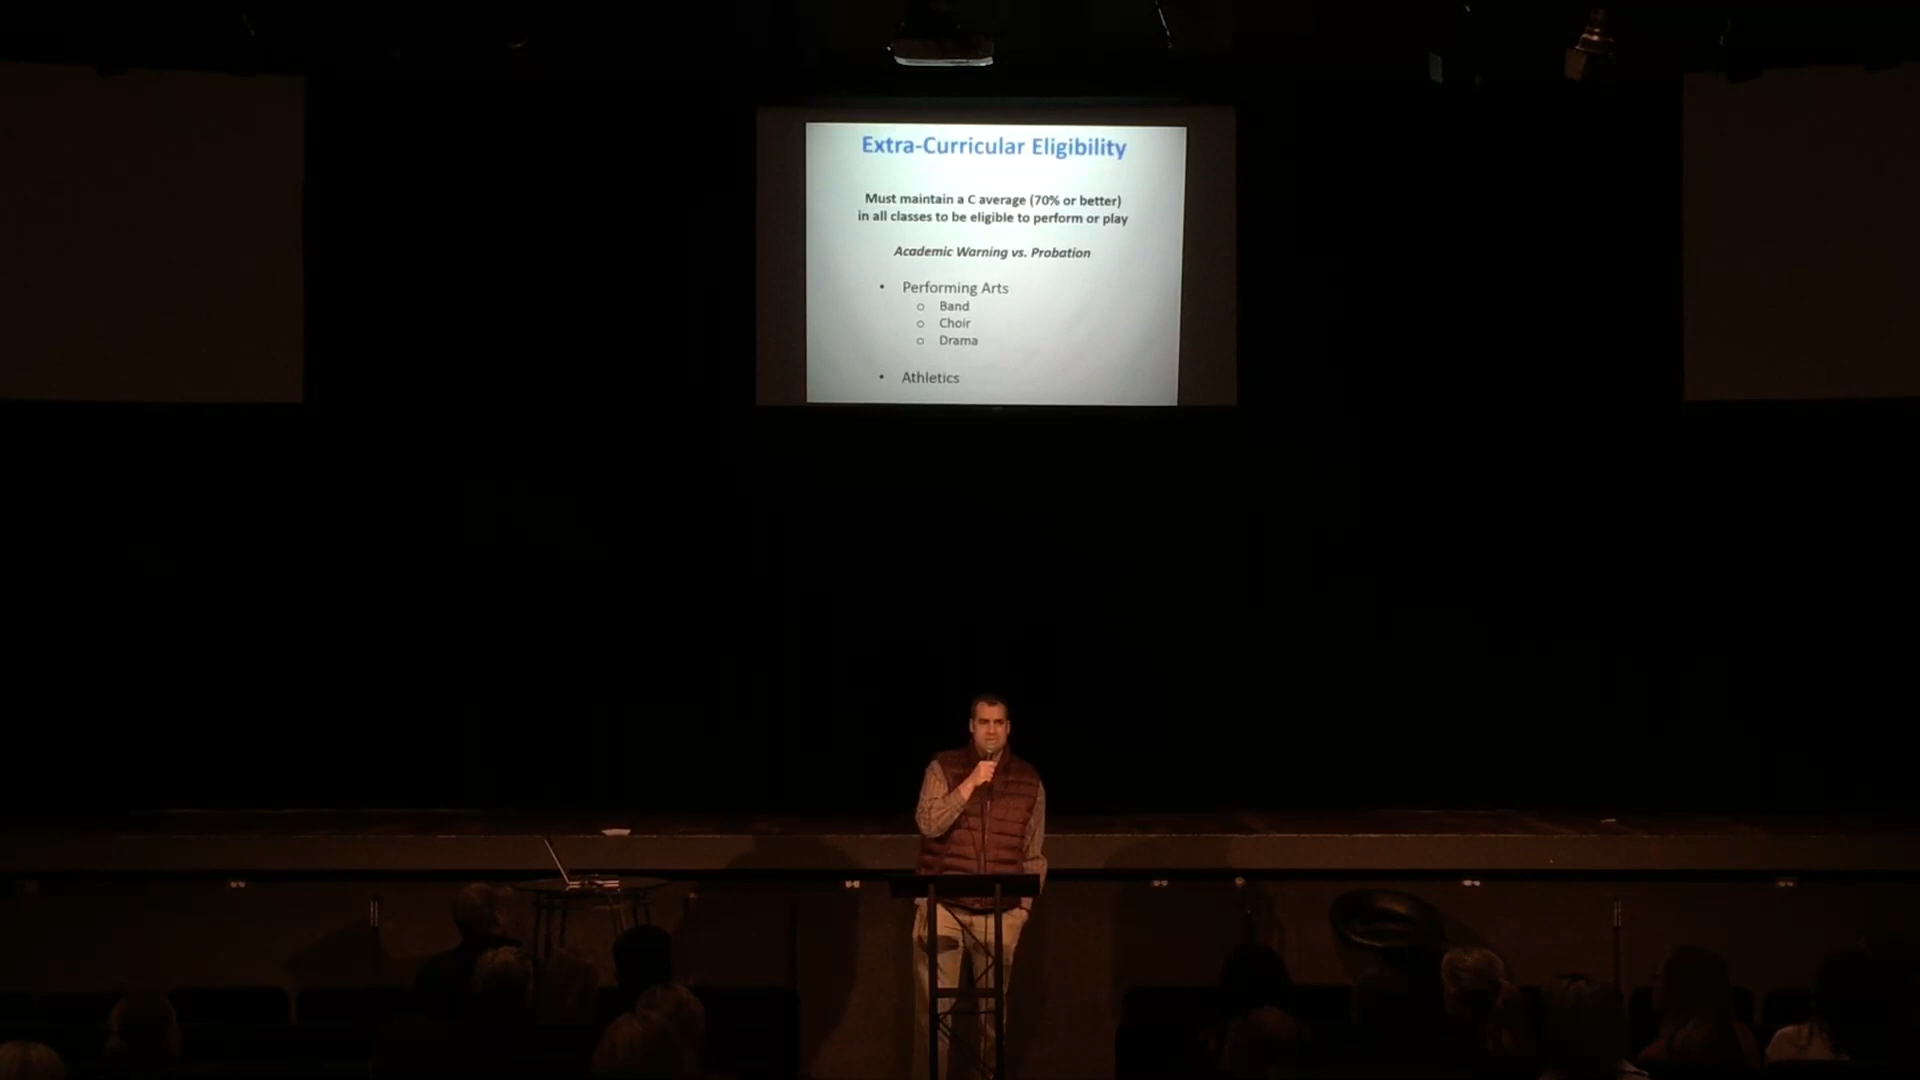 Extra-Curricular Eligibility
Must maintain a C average (70% or better)
in all classes to be eligible to perform or play
Academic Warning vs. Probation
• Performing Arts
o Band
o Choir
o Drama
• Athletics